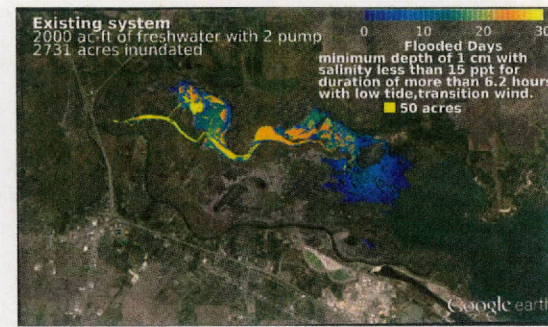 Existing system
2000 ac-ft of freshwater with 2 pump
2731 acres inundated
0 10 20 30
Flooded Days
minimum depth of 1 cm with
salinity less than 15 ppt for
duration of more than 6.2 hours
with low tide,transition wind.
50 acres
Google earth